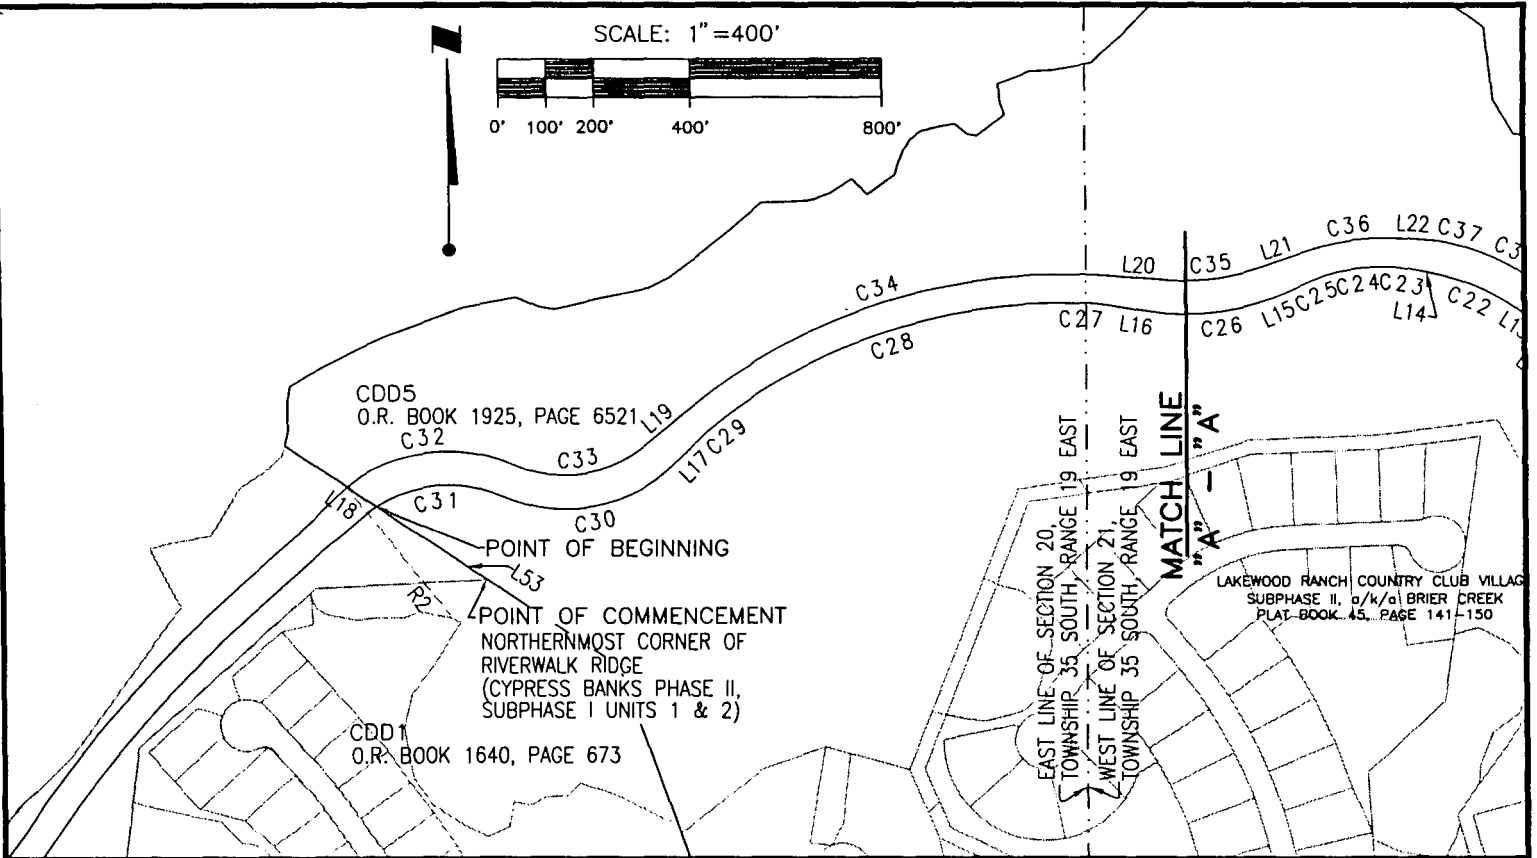 N
SCALE: 1"=400'
0' 100' 200' 400' 800'
C36 L22 C37
L21
L20 C35
C34
C27 L16 C26 L15 C25 C24 C23 C22
L14
C28
CDD5
O.R. BOOK 1925, PAGE 6521
L19
C32
C33
L17 C29
L18
C31
C30
POINT OF BEGINNING
L53
R2
POINT OF COMMENCEMENT
NORTHERNMOST CORNER OF
RIVERWALK RIDGE
(CYPRESS BANKS PHASE II,
SUBPHASE I UNITS 1 & 2)
CDD1
O.R. BOOK 1640, PAGE 673
EAST LINE OF SECTION 20,
TOWNSHIP 35 SOUTH, RANGE 19 EAST
WEST LINE OF SECTION 21,
TOWNSHIP 35 SOUTH, RANGE 19 EAST
MATCH LINE
"A" — "A"
LAKEWOOD RANCH COUNTRY CLUB VILLAG
SUBPHASE II, a/k/a BRIER CREEK
PLAT BOOK 45, PAGE 141-150